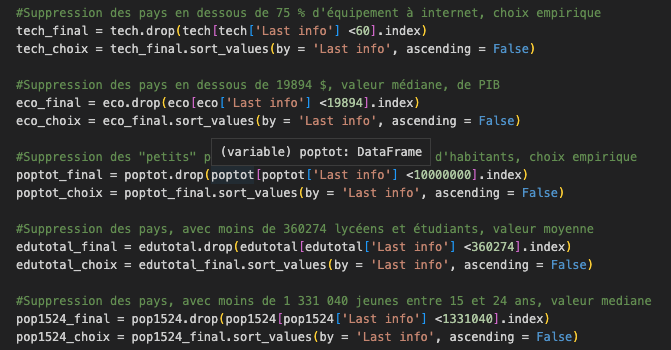 #Suppression des pays en dessous de 75 % d'équipement à internet, choix empirique
tech_final = tech.drop(tech[tech['Last info'] <60].index)
tech_choix = tech_final.sort_values(by = 'Last info', ascending = False)
#Suppression des pays en dessous de 19894 $, valeur médiane, de PIB
eco_final = eco.drop(eco[eco['Last info'] <19894].index)
eco_choix = eco_final.sort_values(by = 'Last info', ascending = False)
(variable) poptot: DataFrame
#Suppression des "petits" p d'habitants, choix empirique
poptot_final = poptot.drop(poptot[poptot['Last info'] <10000000].index)
poptot_choix = poptot_final.sort_values(by = 'Last info', ascending = False)
#Suppression des pays, avec moins de 360274 lycéens et étudiants, valeur moyenne
edutotal_final = edutotal.drop(edutotal[edutotal['Last info'] <360274].index)
edutotal_choix = edutotal_final.sort_values(by = 'Last info', ascending = False)
#Suppression des pays, avec moins de 1 331 040 jeunes entre 15 et 24 ans, valeur mediane
pop1524_final = pop1524.drop(pop1524[pop1524['Last info'] <1331040].index)
pop1524_choix = pop1524_final.sort_values(by = 'Last info', ascending = False)